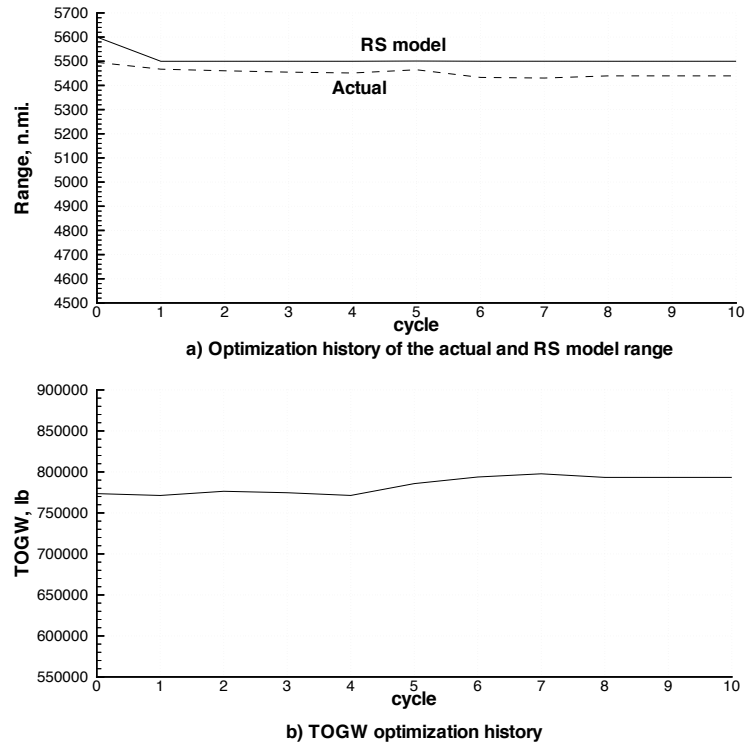 5700
5600
5500
5400
5300
5200
5100
5000
4900
4800
4700
4600
4500
Range, n.mi.
RS model
Actual
0 1 2 3 4 5 6 7 8 9 10
cycle
a) Optimization history of the actual and RS model range
900000
850000
800000
750000
700000
650000
600000
550000
TOGW, lb
0 1 2 3 4 5 6 7 8 9 10
cycle
b) TOGW optimization history